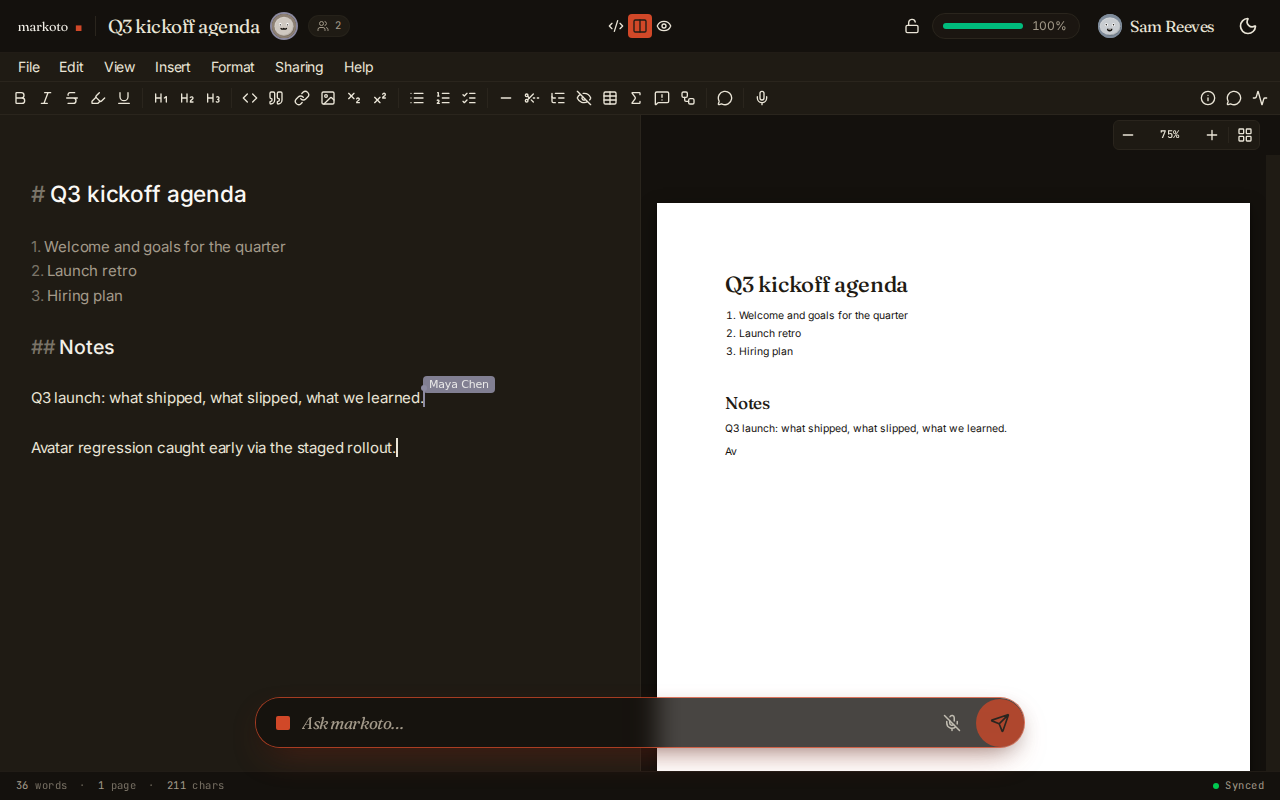 markoto
Q3 kickoff agenda
2
100%
Sam Reeves
File Edit View Insert Format Sharing Help
H1 H2 H3
75%
# Q3 kickoff agenda
1. Welcome and goals for the quarter
2. Launch retro
3. Hiring plan
## Notes
Maya Chen
Q3 launch: what shipped, what slipped, what we learned.
Avatar regression caught early via the staged rollout.
Q3 kickoff agenda
1. Welcome and goals for the quarter
2. Launch retro
3. Hiring plan
Notes
Q3 launch: what shipped, what slipped, what we learned.
Av
Ask markoto...
36 words · 1 page · 211 chars
Synced